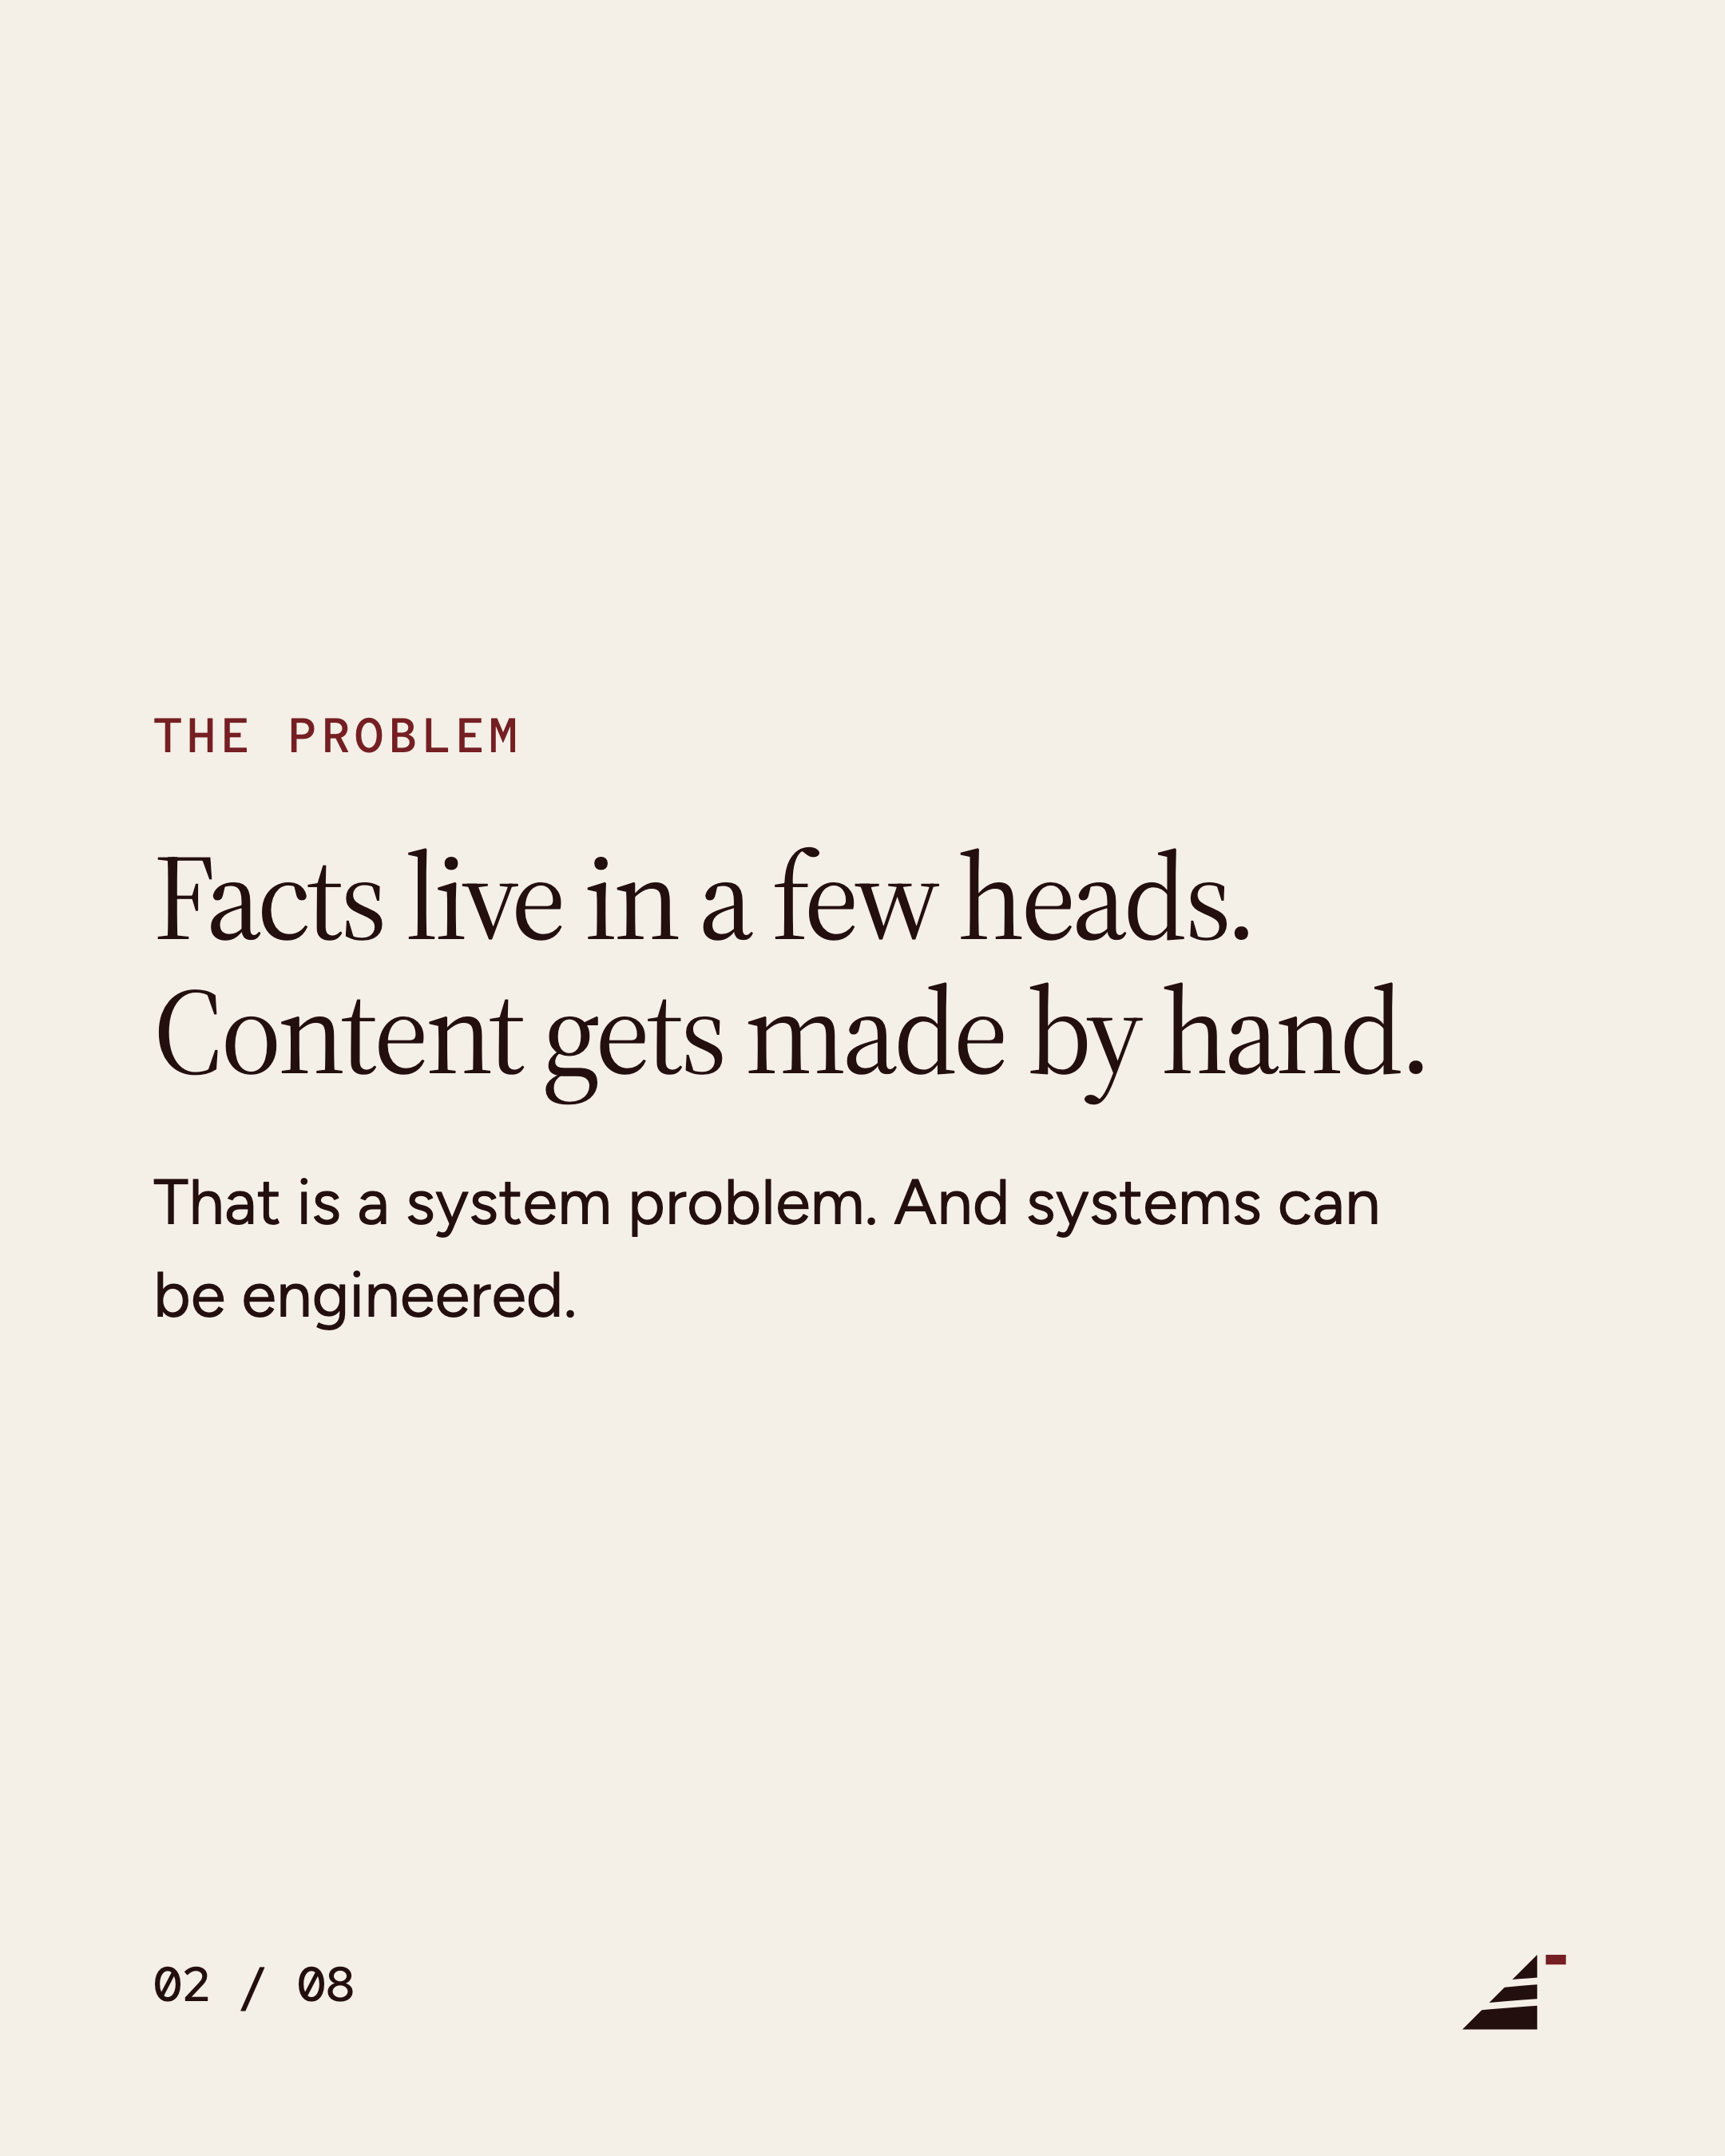 THE PROBLEM
Facts live in a few heads.
Content gets made by hand.
That is a system problem. And systems can
be engineered.
02 / 08